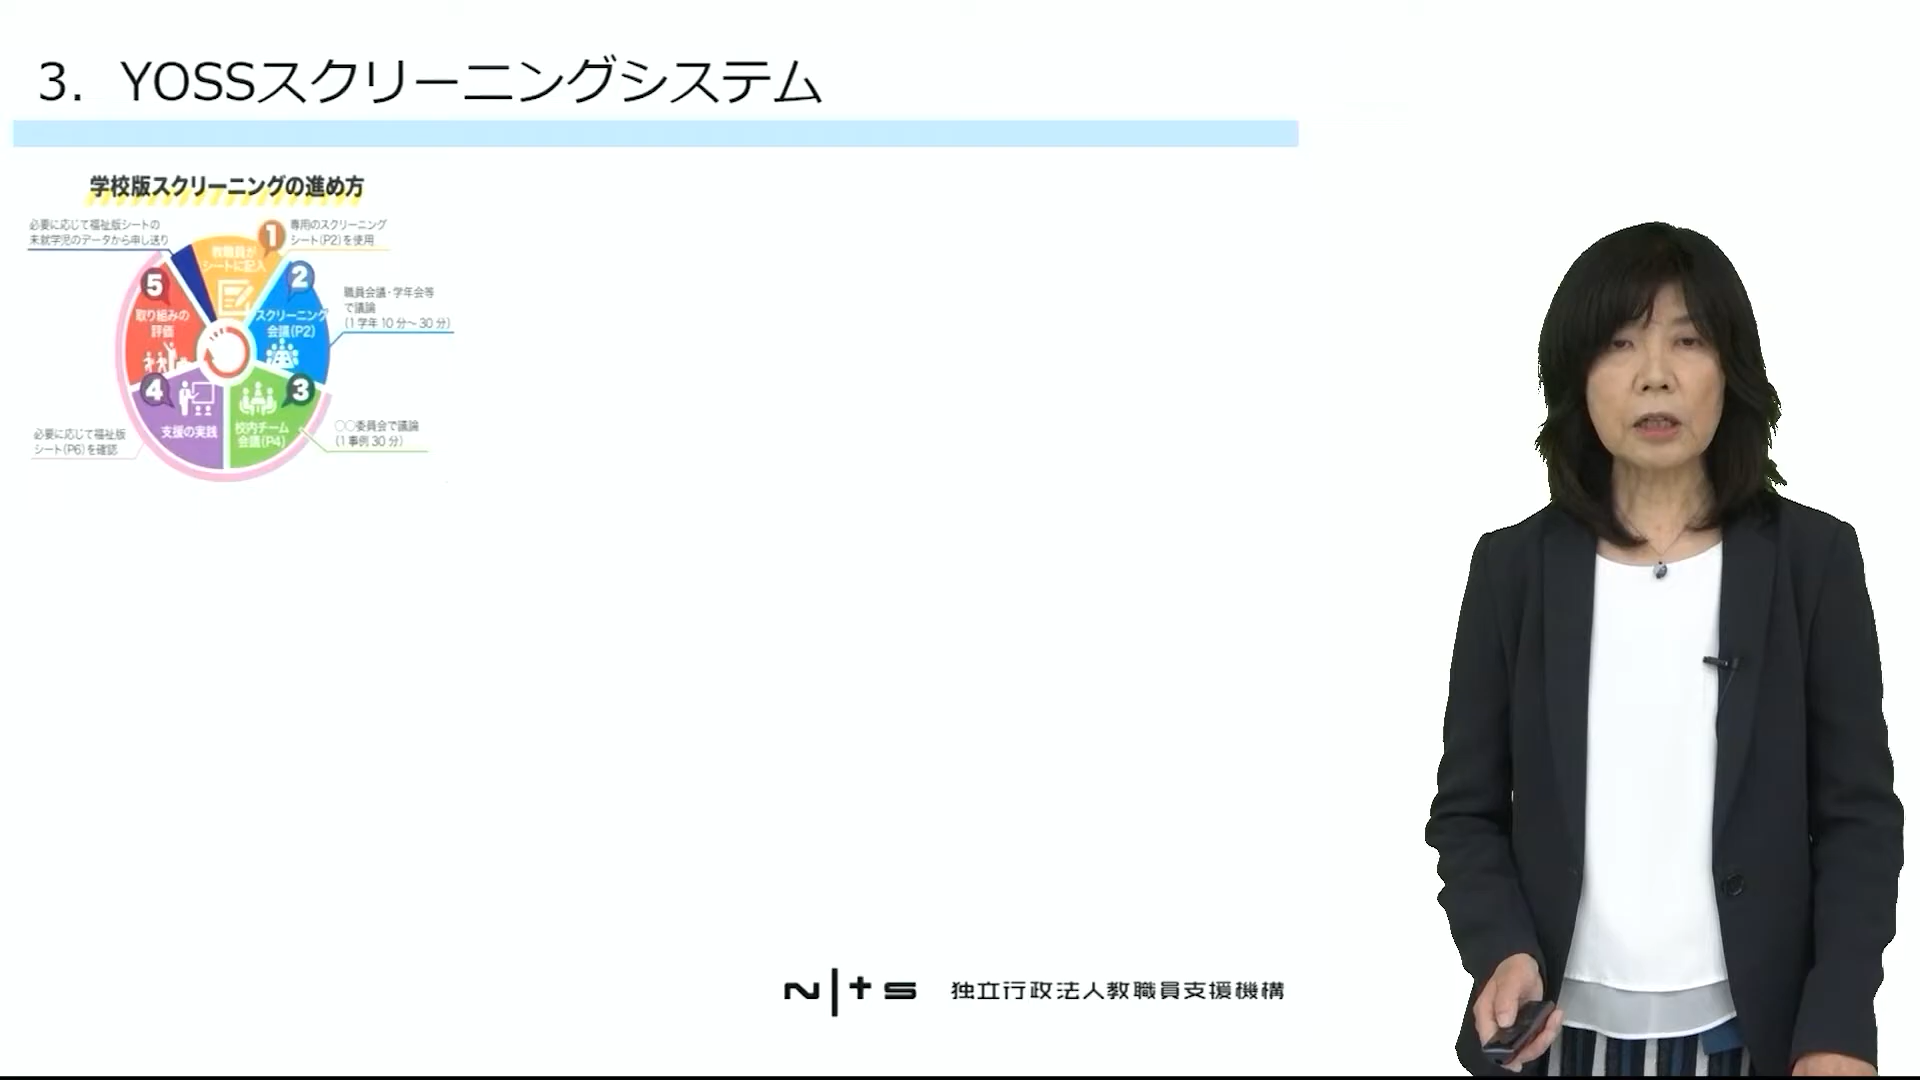 3. YOSSスクリーニングシステム
学校版スクリーニングの進め方
必要に応じて福祉版シートの
未就学児のデータから申し送り
1
専用のスクリーニング
シート(P2)を使用
教職員が
シートに記入
2
スクリーニング
会議(P2)
職員会議・学年会等
で議論
(1学年10分～30分)
3
校内チーム
会議(P4)
〇〇委員会で議論
(1事例30分)
4
支援の実践
必要に応じて福祉版
シート(P6)を確認
5
取り組みの
評価
N|ts 独立行政法人教職員支援機構